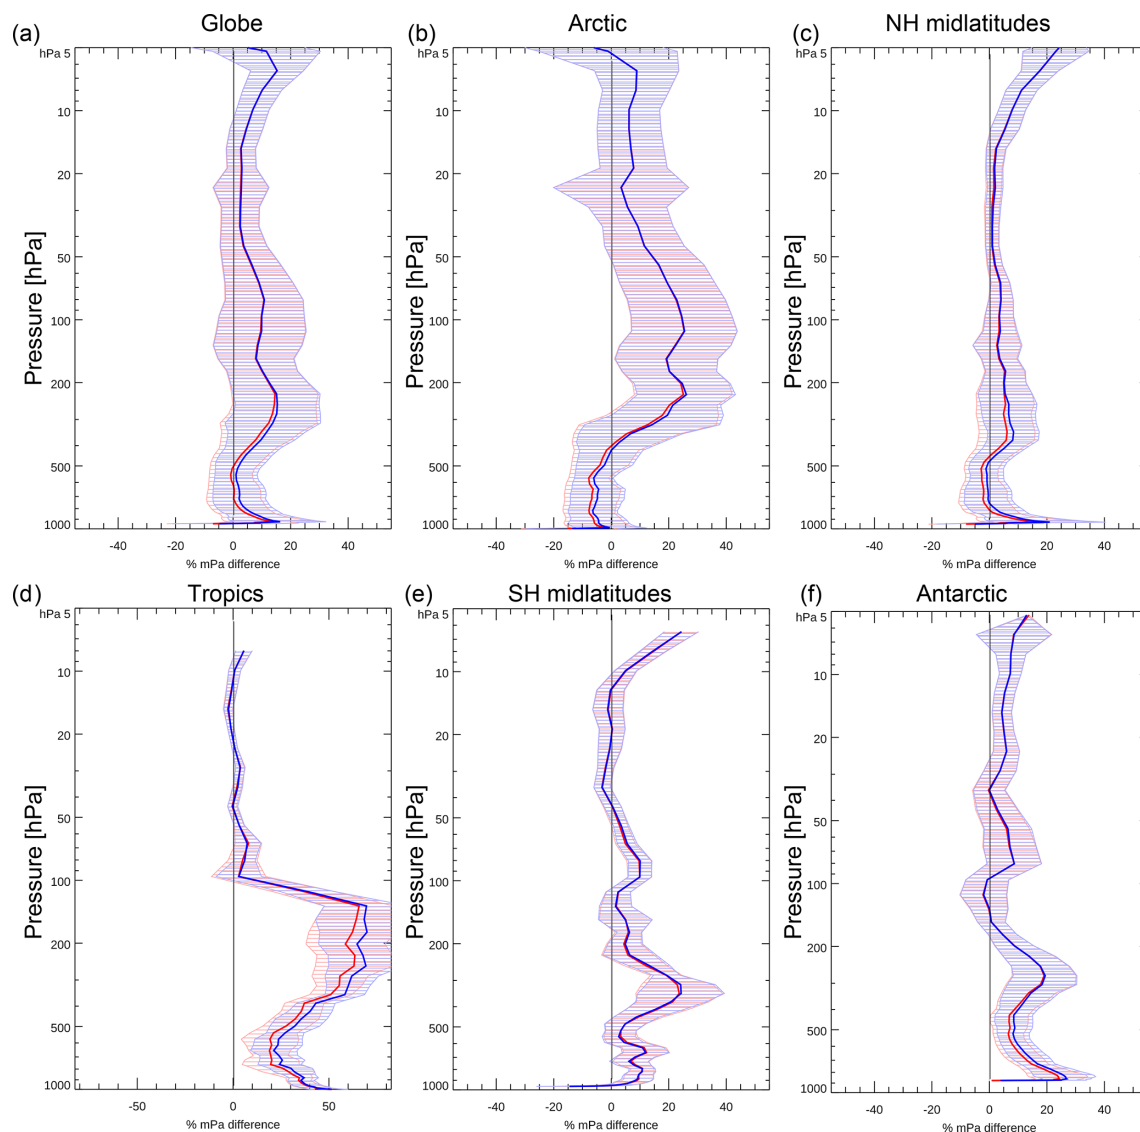 (a) Globe
hPa 5
10
20
50
100
200
500
1000
Pressure [hPa]
-40 -20 0 20 40
% mPa difference
(b) Arctic
hPa 5
10
20
50
100
200
500
1000
Pressure [hPa]
-40 -20 0 20 40
% mPa difference
(c) NH midlatitudes
hPa 5
10
20
50
100
200
500
1000
Pressure [hPa]
-40 -20 0 20 40
% mPa difference
(d) Tropics
hPa 5
10
20
50
100
200
500
1000
Pressure [hPa]
-50 0 50
% mPa difference
(e) SH midlatitudes
hPa 5
10
20
50
100
200
500
1000
Pressure [hPa]
-40 -20 0 20 40
% mPa difference
(f) Antarctic
hPa 5
10
20
50
100
200
500
1000
Pressure [hPa]
-40 -20 0 20 40
% mPa difference